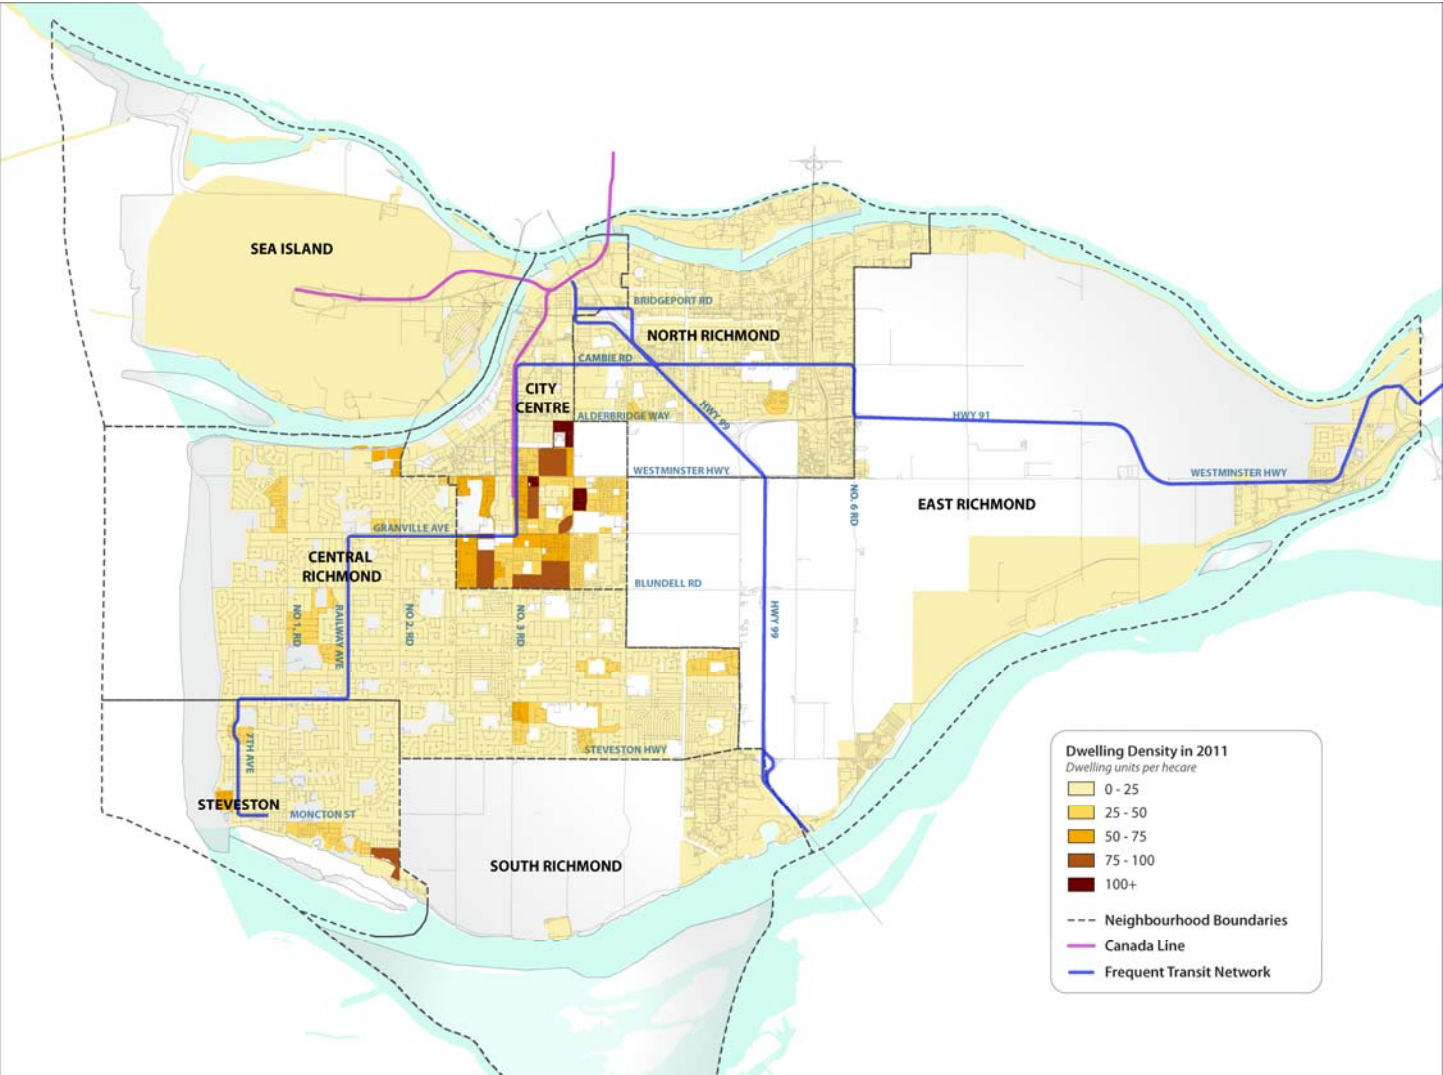 SEA ISLAND
BRIDGEPORT RD
NORTH RICHMOND
CAMBIE RD
CITY
CENTRE
ALDERBRIDGE WAY
HWY 99
HWY 91
WESTMINSTER HWY
WESTMINSTER HWY
NO. 6 RD
EAST RICHMOND
GRANVILLE AVE
CENTRAL
RICHMOND
BLUNDELL RD
NO 1. RD
RAILWAY AVE
NO 2. RD
NO. 3 RD
HWY 99
7TH AVE
STEVESTON HWY
STEVESTON
MONCTON ST
SOUTH RICHMOND
Dwelling Density in 2011
Dwelling units per hecare
0 - 25
25 - 50
50 - 75
75 - 100
100+
Neighbourhood Boundaries
Canada Line
Frequent Transit Network